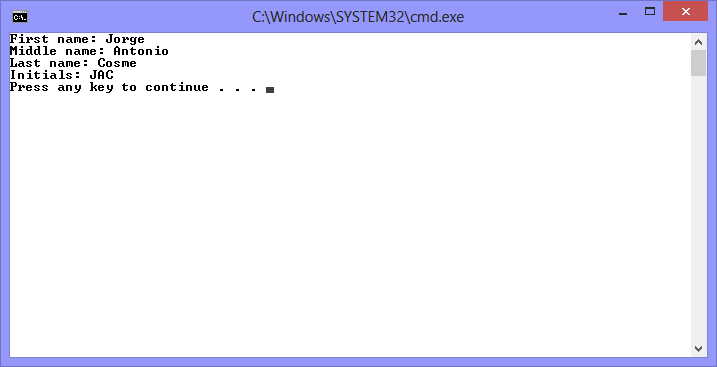 C:\Windows\SYSTEM32\cmd.exe
First name: Jorge
Middle name: Antonio
Last name: Cosme
Initials: JAC
Press any key to continue . . .